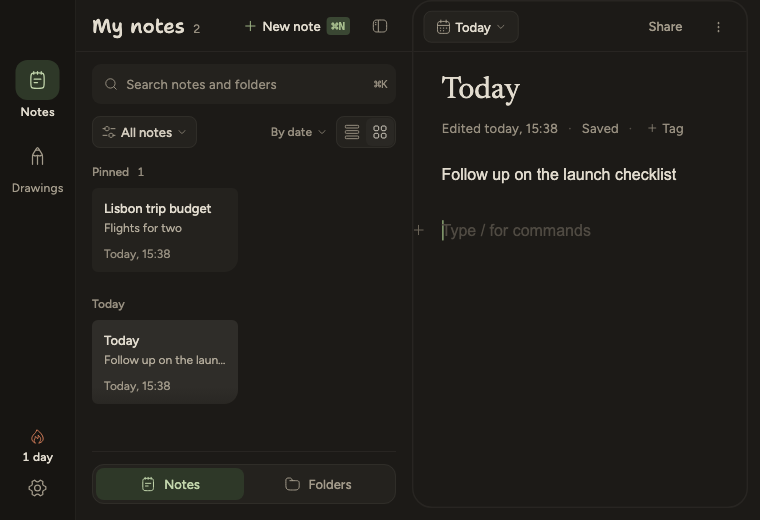 My notes 2
+ New note ⌘N
Search notes and folders ⌘K
All notes
By date
Pinned 1
Lisbon trip budget
Flights for two
Today, 15:38
Today
Today
Follow up on the laun...
Today, 15:38
Notes
Folders
Notes
Drawings
1 day
Today
Share
Today
Edited today, 15:38 · Saved · + Tag
Follow up on the launch checklist
+ Type / for commands